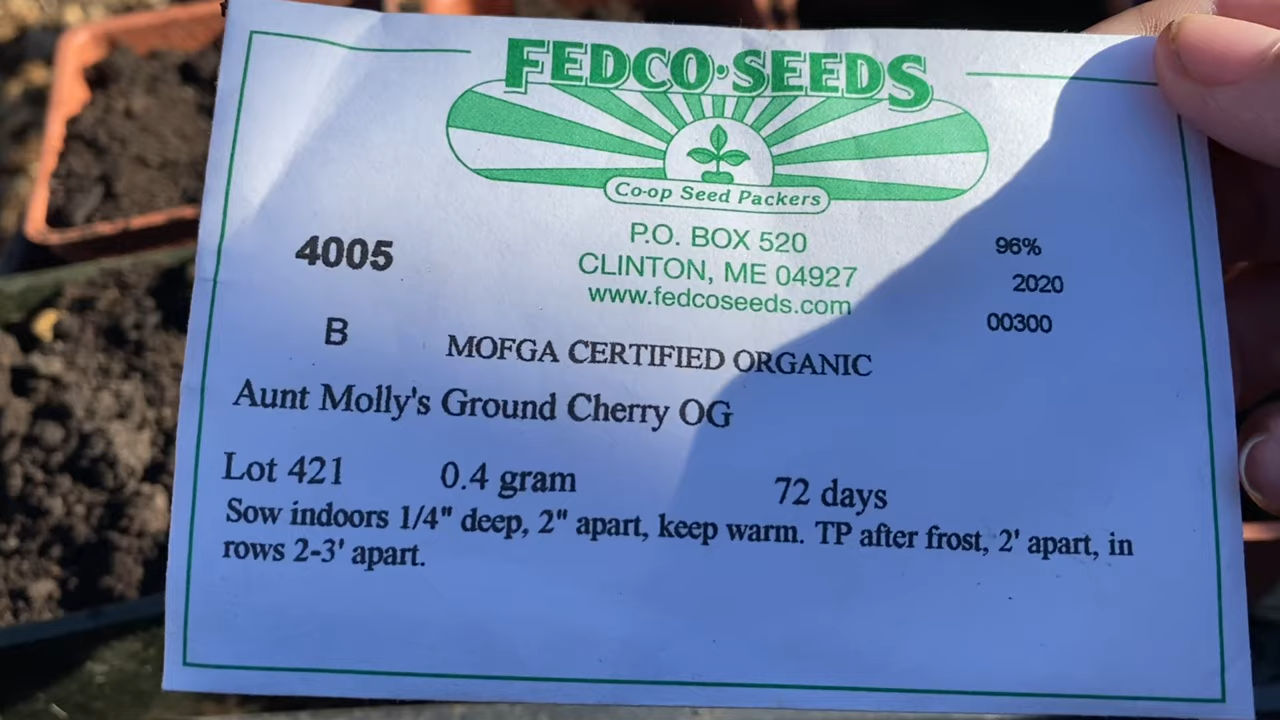 FEDCO·SEEDS
Co-op Seed Packers
P.O. BOX 520
CLINTON, ME 04927
www.fedcoseeds.com
4005
B
96%
2020
00300
MOFGA CERTIFIED ORGANIC
Aunt Molly's Ground Cherry OG
Lot 421 0.4 gram 72 days
Sow indoors 1/4" deep, 2" apart, keep warm. TP after frost, 2' apart, in
rows 2-3' apart.